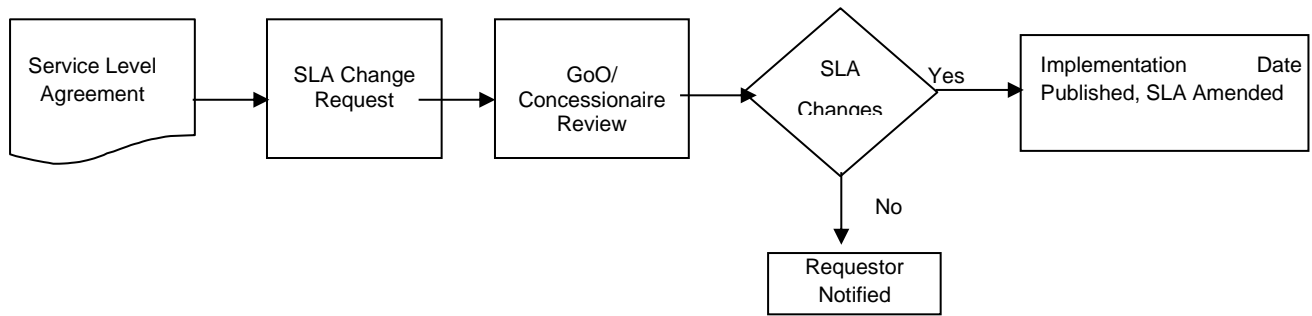 Service Level
Agreement
SLA Change
Request
GoO/
Concessionaire
Review
SLA
Changes
Yes
Implementation Date
Published, SLA Amended
No
Requestor
Notified